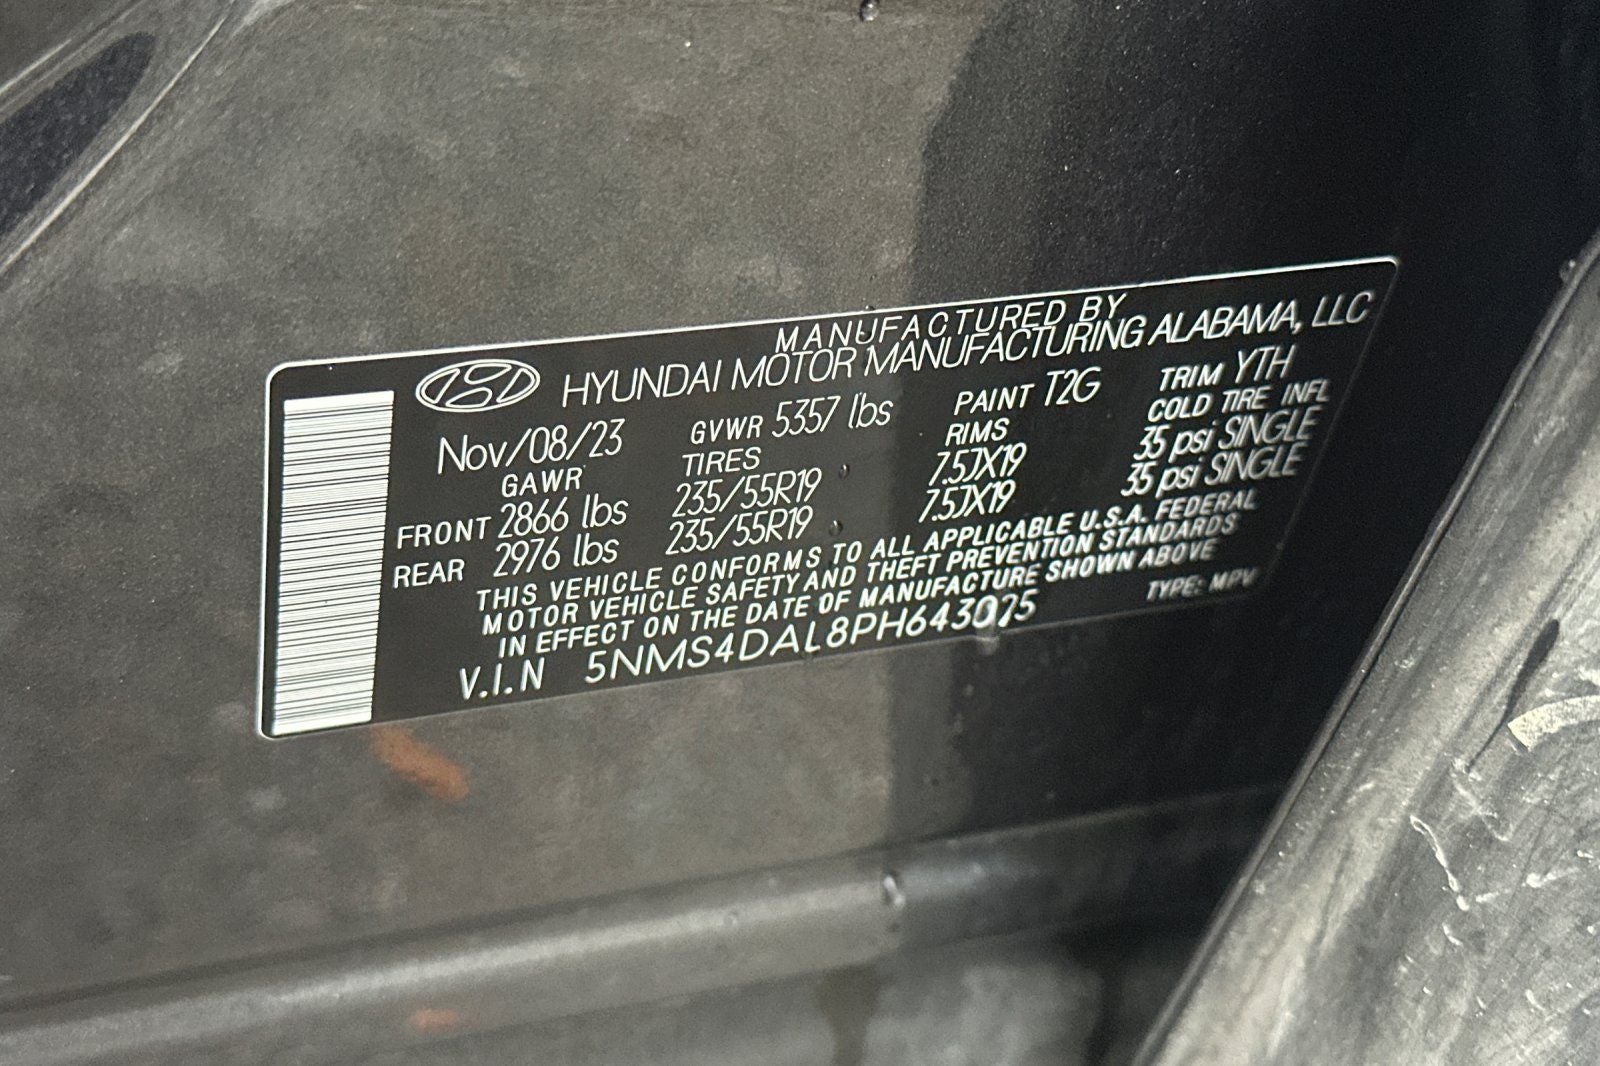 MANUFACTURED BY
HYUNDAI MOTOR MANUFACTURING ALABAMA, LLC
Nov/08/23 GVWR 5357 lbs PAINT T2G TRIM YTH
GAWR TIRES RIMS COLD TIRE INFL
FRONT 2866 lbs 235/55R19 7.5JX19 35 psi SINGLE
REAR 2976 lbs 235/55R19 7.5JX19 35 psi SINGLE
THIS VEHICLE CONFORMS TO ALL APPLICABLE U.S.A. FEDERAL
MOTOR VEHICLE SAFETY AND THEFT PREVENTION STANDARDS
IN EFFECT ON THE DATE OF MANUFACTURE SHOWN ABOVE
V.I.N 5NMS4DAL8PH643025 TYPE: MPV